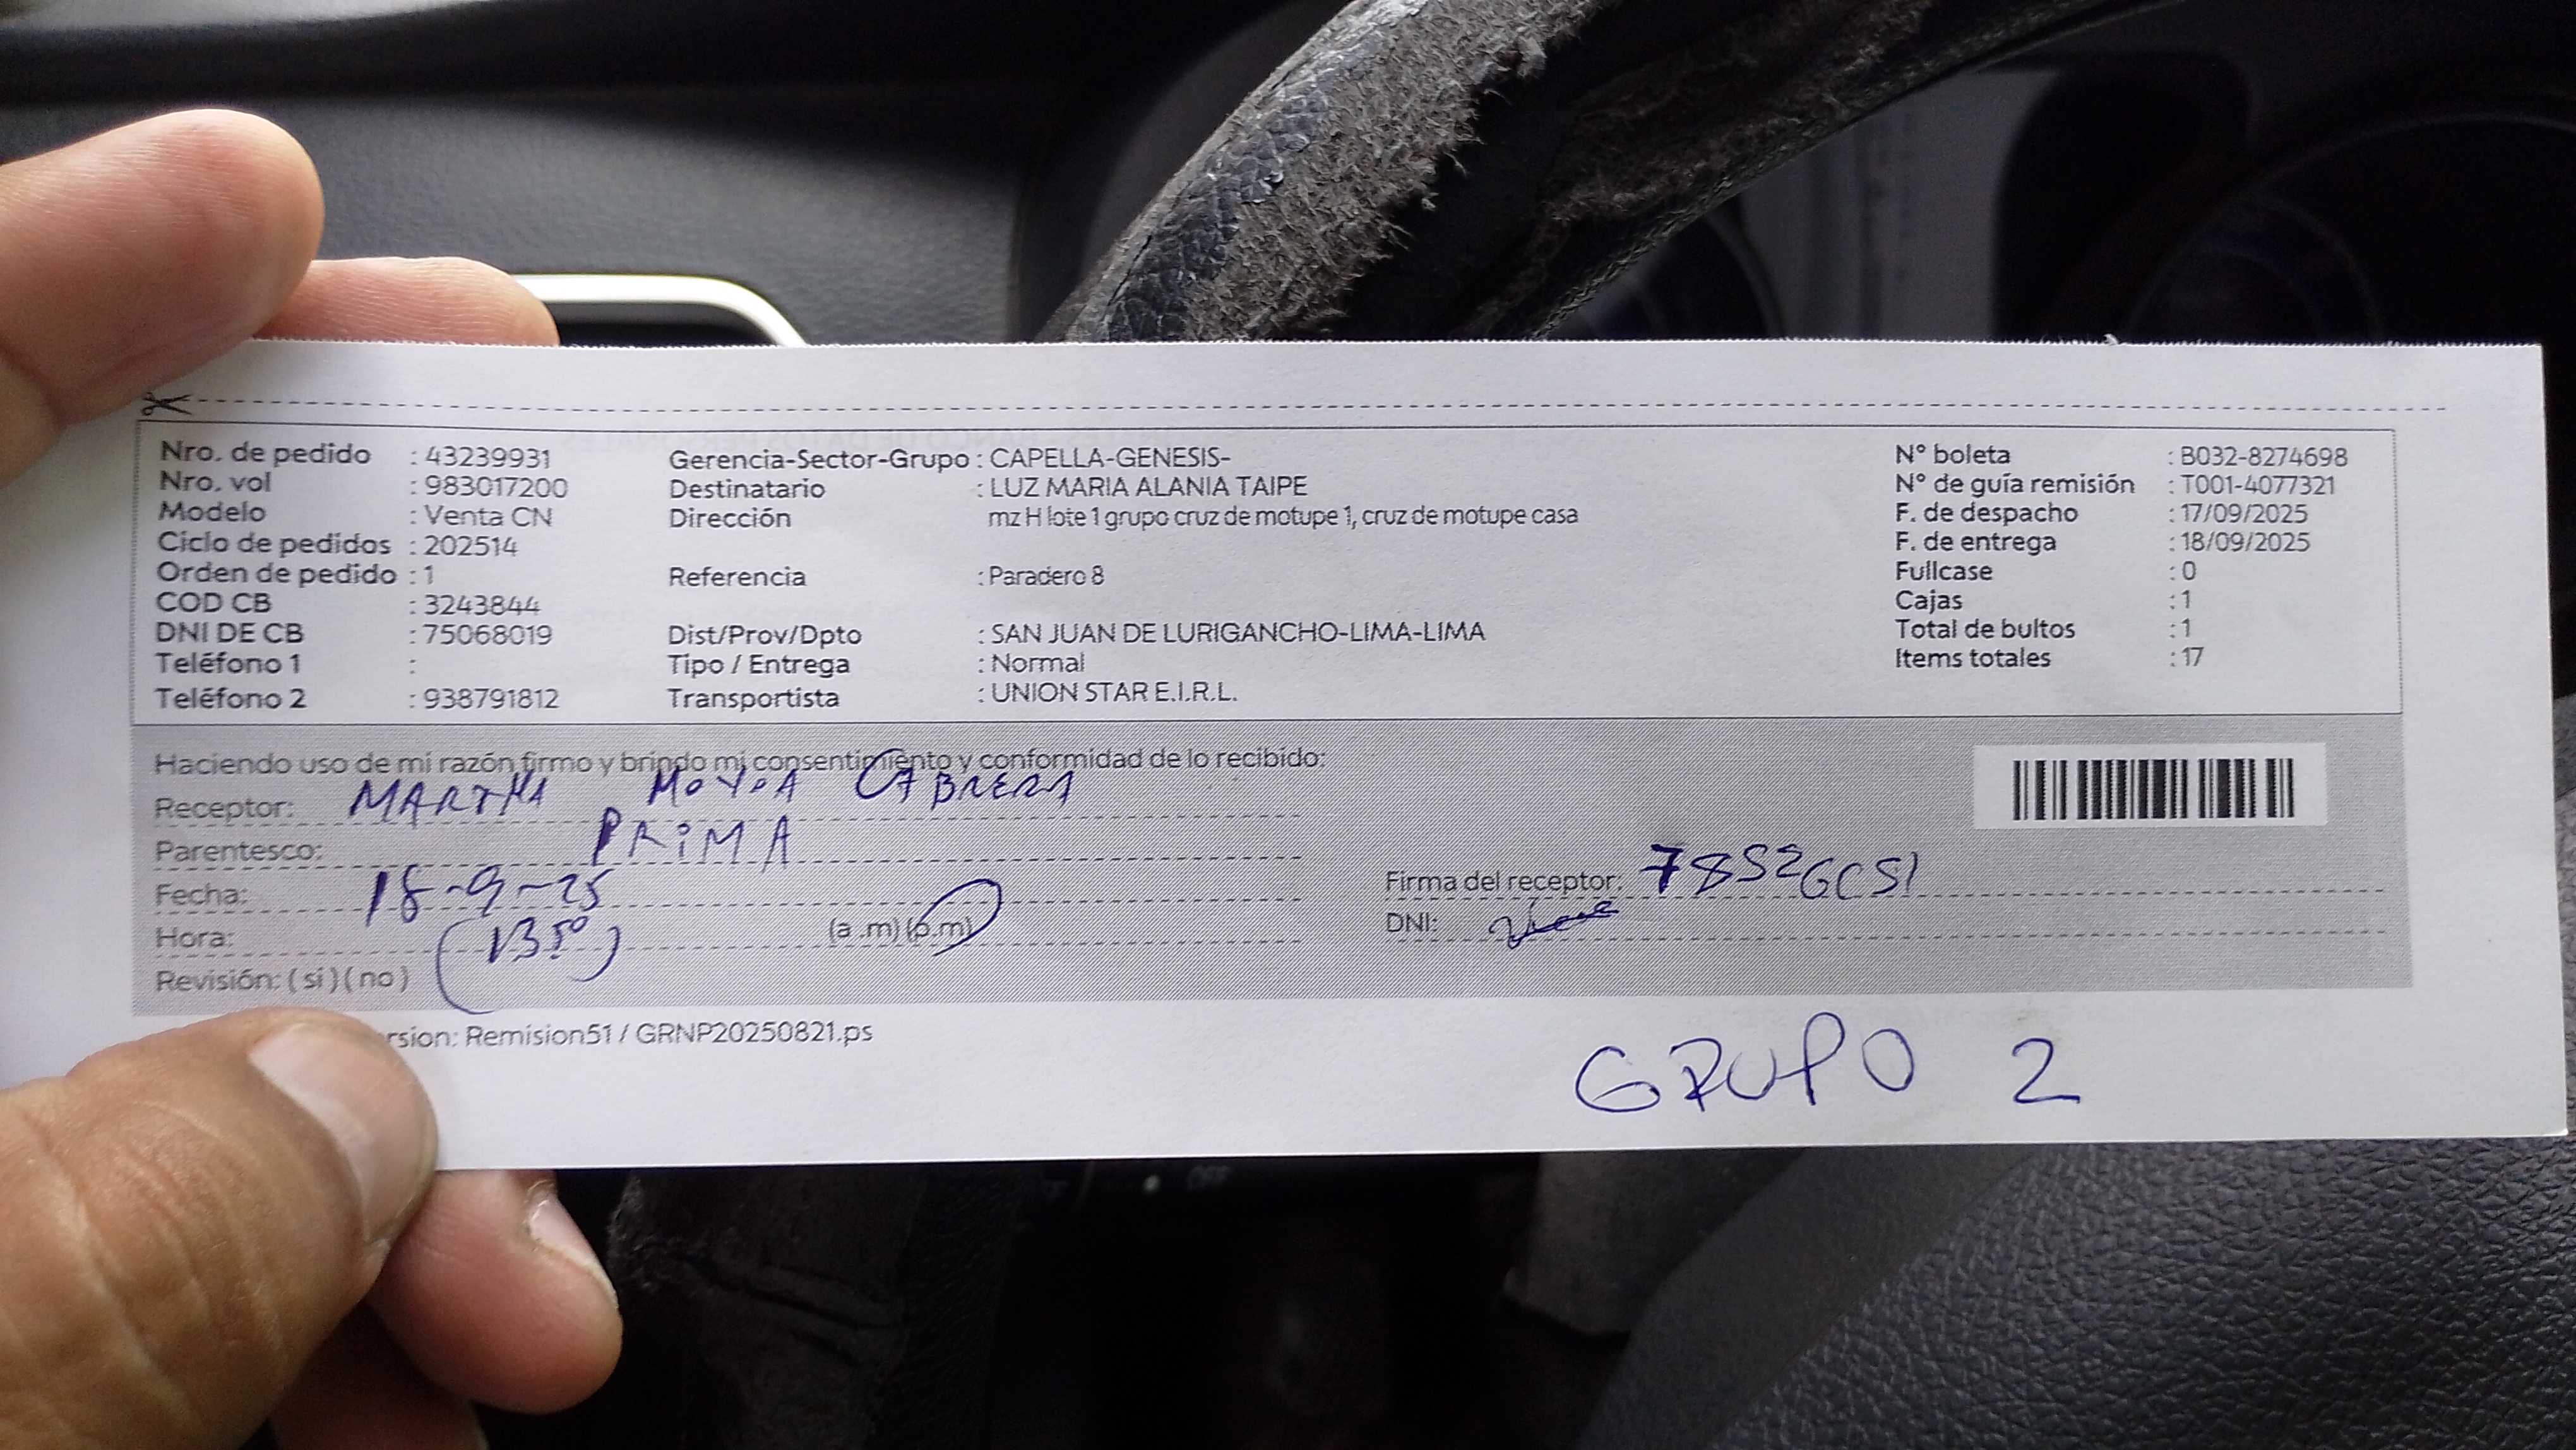 Nro. de pedido : 43239931
Nro. vol : 983017200
Modelo : Venta CN
Ciclo de pedidos : 202514
Orden de pedido : 1
COD CB : 3243844
DNI DE CB : 75068019
Teléfono 1 :
Teléfono 2 : 938791812
Gerencia-Sector-Grupo : CAPELLA-GENESIS-
Destinatario : LUZ MARIA ALANIA TAIPE
Dirección mz H lote 1 grupo cruz de motupe 1, cruz de motupe casa
Referencia : Paradero 8
Dist/Prov/Dpto : SAN JUAN DE LURIGANCHO-LIMA-LIMA
Tipo / Entrega : Normal
Transportista : UNION STAR E.I.R.L.
N° boleta : B032-8274698
N° de guía remisión : T001-4077321
F. de despacho : 17/09/2025
F. de entrega : 18/09/2025
Fullcase : 0
Cajas : 1
Total de bultos : 1
Items totales : 17
Haciendo uso de mi razón firmo y brindo mi consentimiento y conformidad de lo recibido:
Receptor: MARTHA CABRERA
Parentesco: PRIMA
Fecha: 18-9-25
Hora: (1350) (a .m) (p.m)
Revisión: ( si ) ( no )
Firma del receptor:
DNI:
rsion: Remision51 / GRNP20250821.ps
GRUPO 2